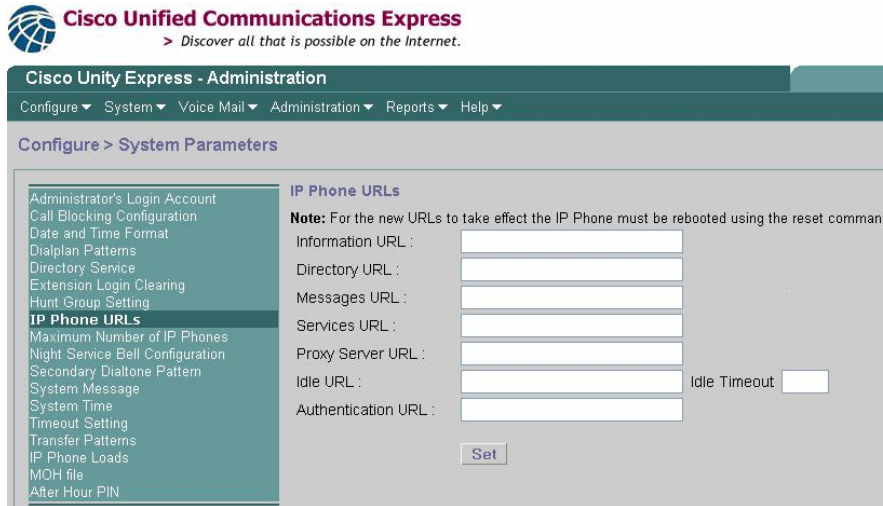 Cisco Unified Communications Express
> Discover all that is possible on the Internet.
Cisco Unity Express - Administration
Configure System Voice Mail Administration Reports Help
Configure > System Parameters
Administrator's Login Account
Call Blocking Configuration
Date and Time Format
Dialplan Patterns
Directory Service
Extension Login Clearing
Hunt Group Setting
IP Phone URLs
Maximum Number of IP Phones
Night Service Bell Configuration
Secondary Dialtone Pattern
System Message
System Time
Timeout Setting
Transfer Patterns
IP Phone Loads
MOH file
After Hour PIN
IP Phone URLs
Note: For the new URLs to take effect the IP Phone must be rebooted using the reset comman
Information URL :
Directory URL :
Messages URL :
Services URL :
Proxy Server URL :
Idle URL : Idle Timeout
Authentication URL :
Set